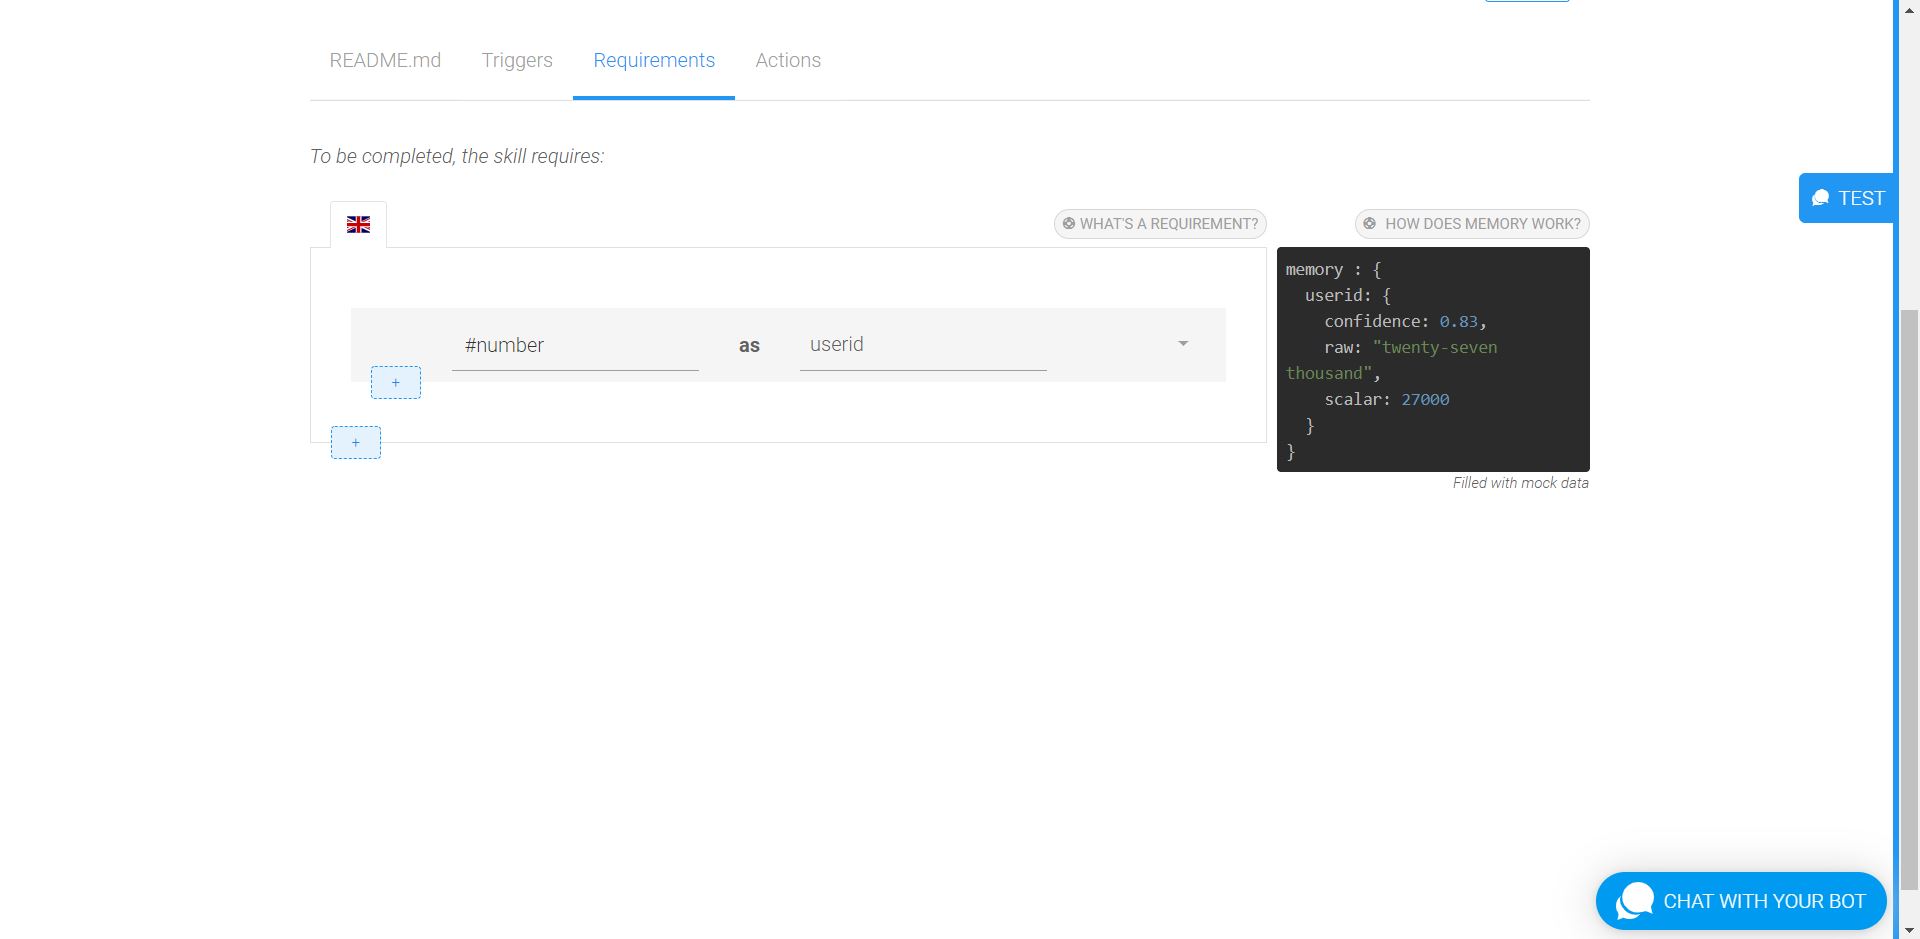 README.md Triggers Requirements Actions
To be completed, the skill requires:
TEST
WHAT'S A REQUIREMENT? HOW DOES MEMORY WORK?
#number as userid
+
+
memory : {
userid: {
confidence: 0.83,
raw: "twenty-seven
thousand",
scalar: 27000
}
}
Filled with mock data
CHAT WITH YOUR BOT